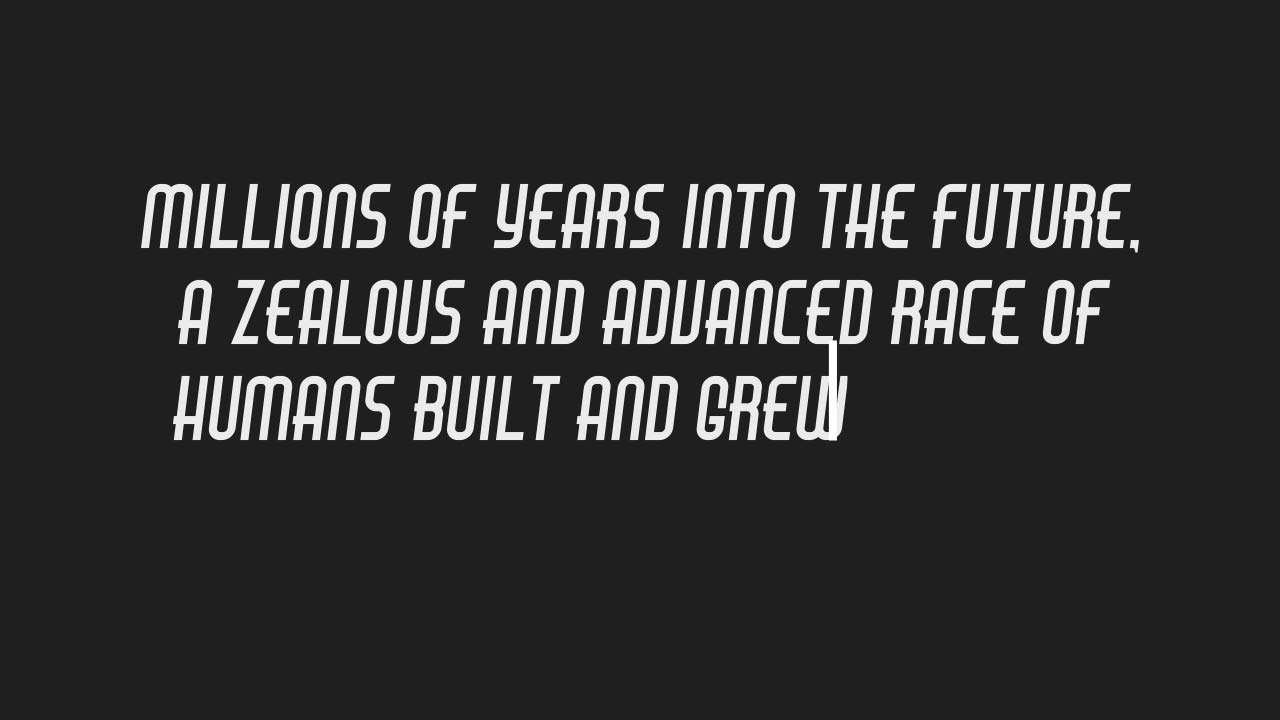 MILLIONS OF YEARS INTO THE FUTURE,
A ZEALOUS AND ADVANCED RACE OF
HUMANS BUILT AND GREW